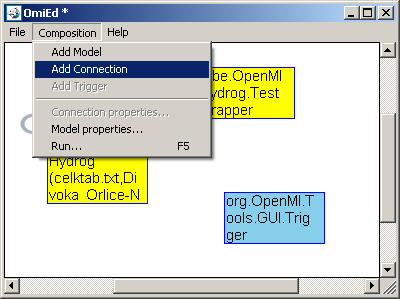 OmiEd *
File Composition Help
Add Model
Add Connection
Add Trigger
Connection properties...
Model properties...
Run... F5
be.OpenMI
ydrog.Test
rapper
Hydrog
(celktab.txt,Di
voka_Orlice-N
org.OpenMI.T
ools.GUI.Trig
ger